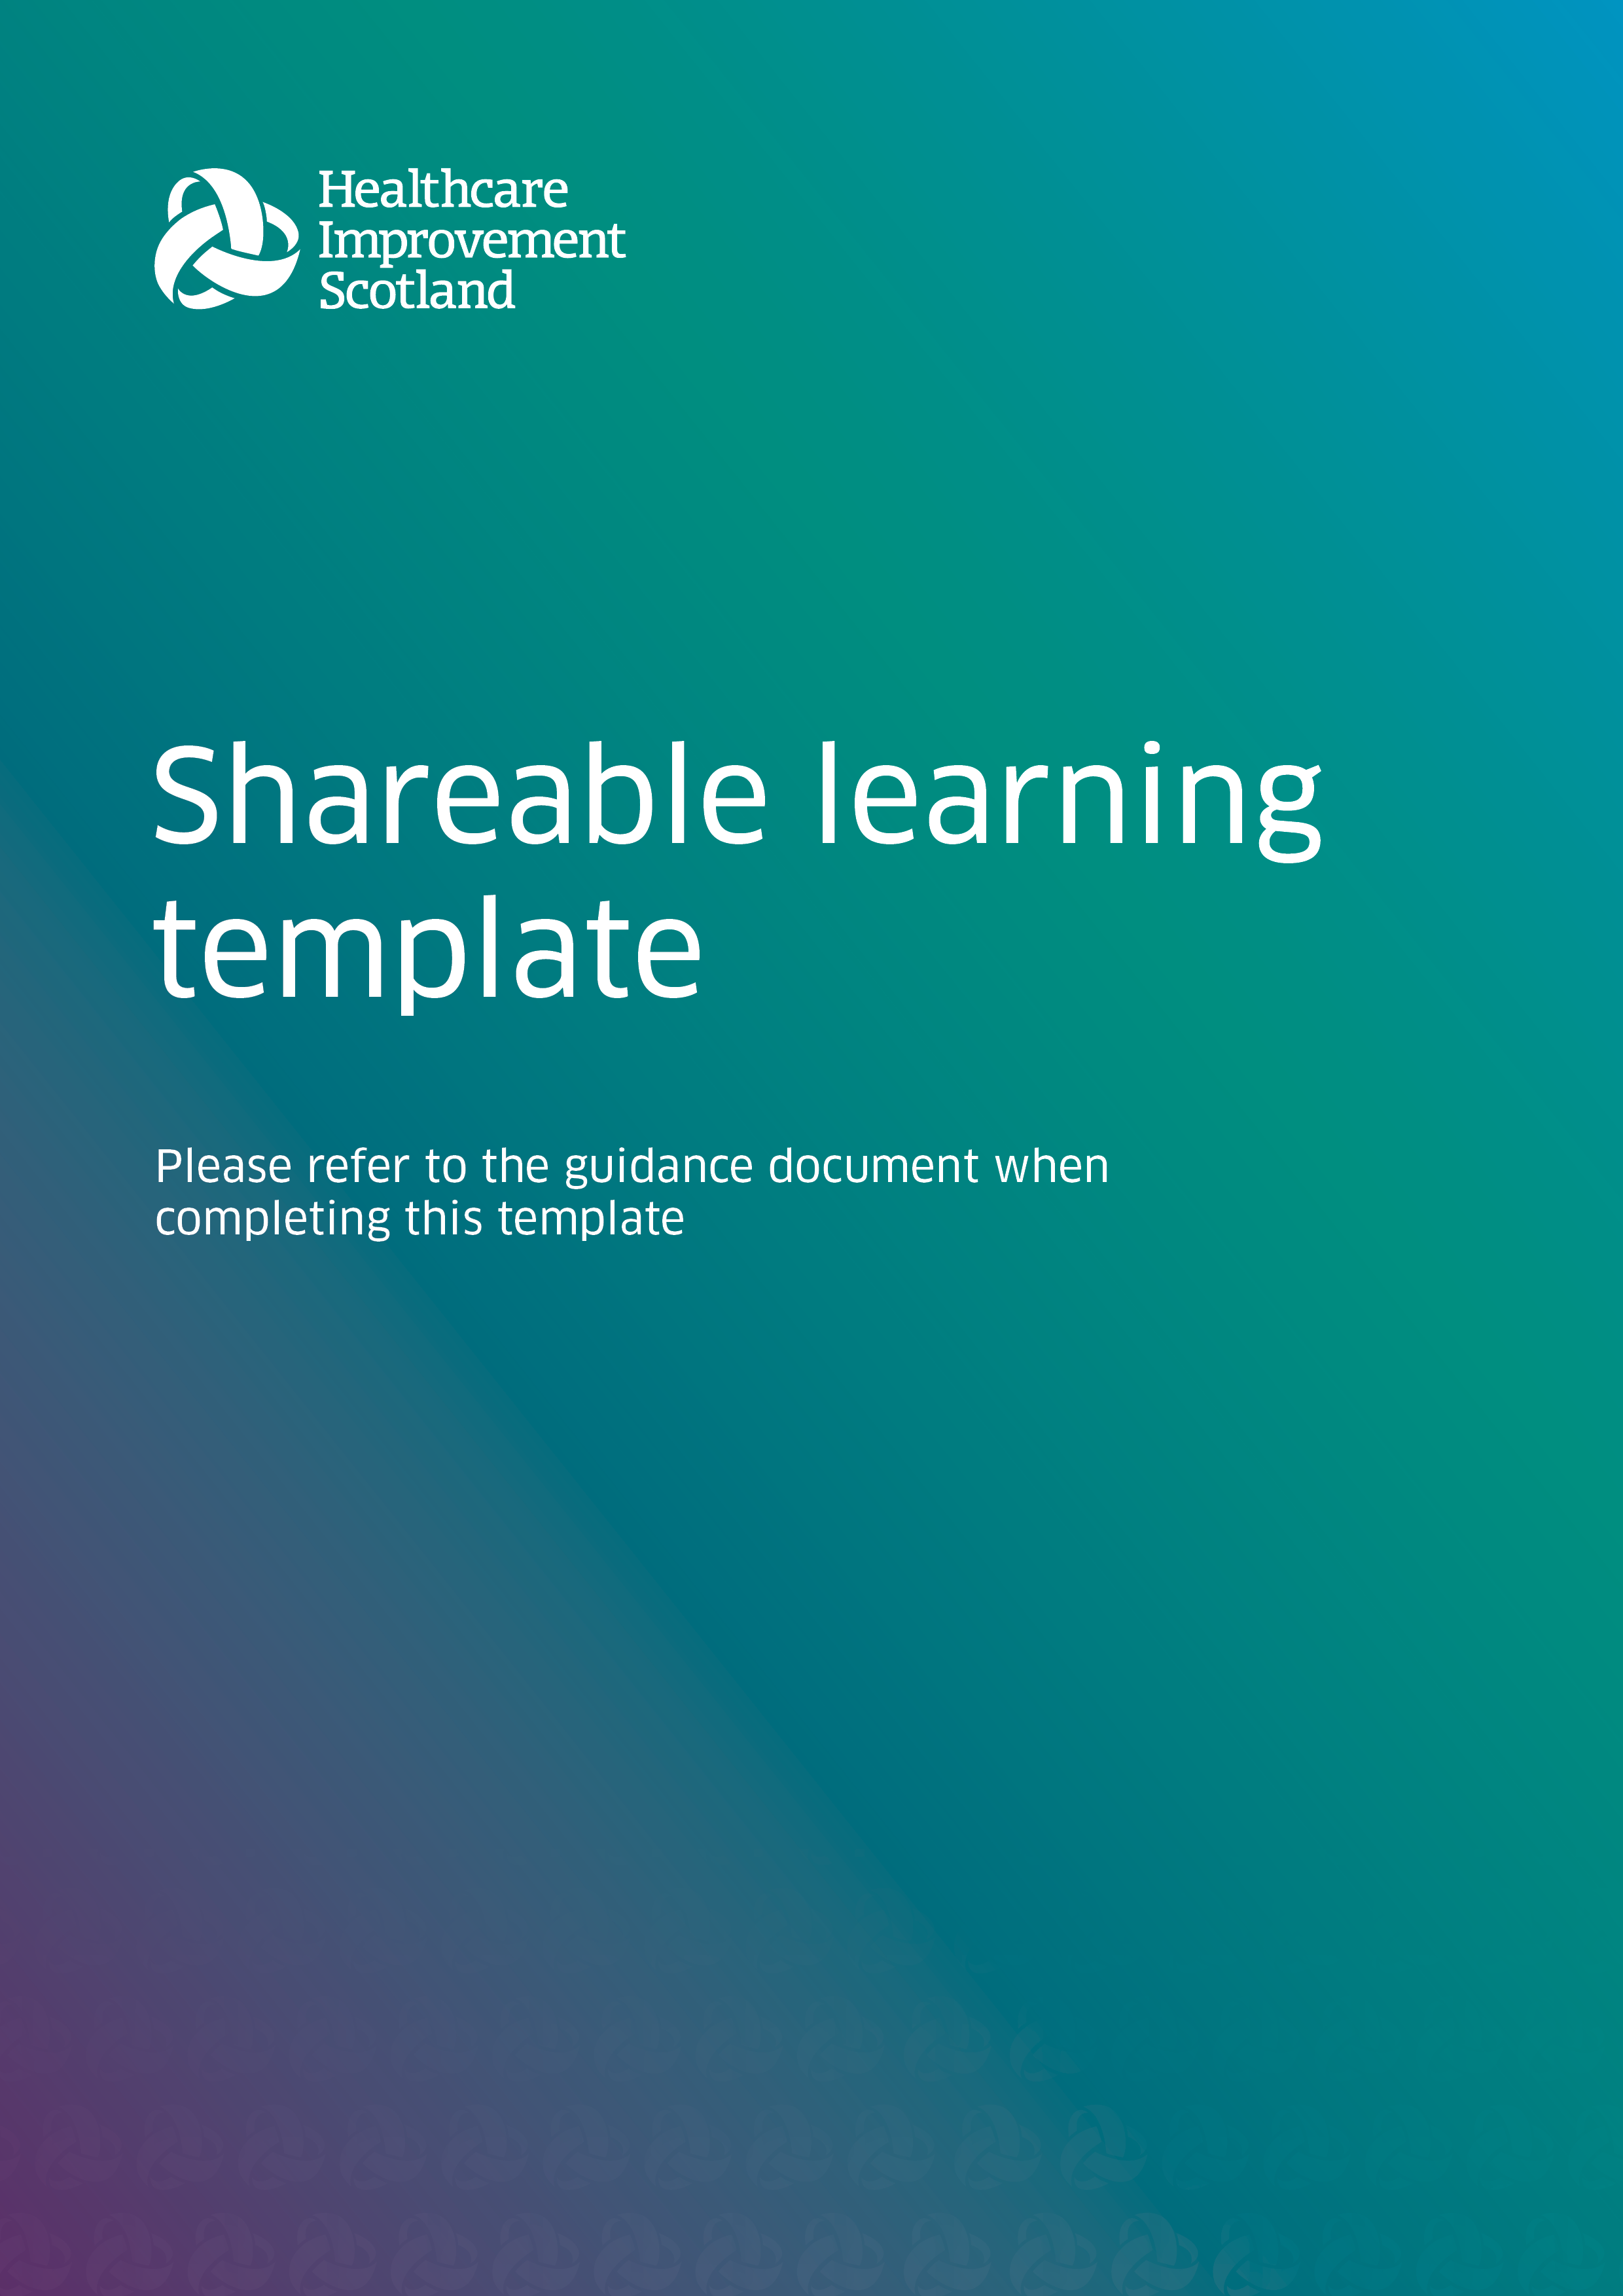 Healthcare
Improvement
Scotland
Shareable learning
template
Please refer to the guidance document when
completing this template